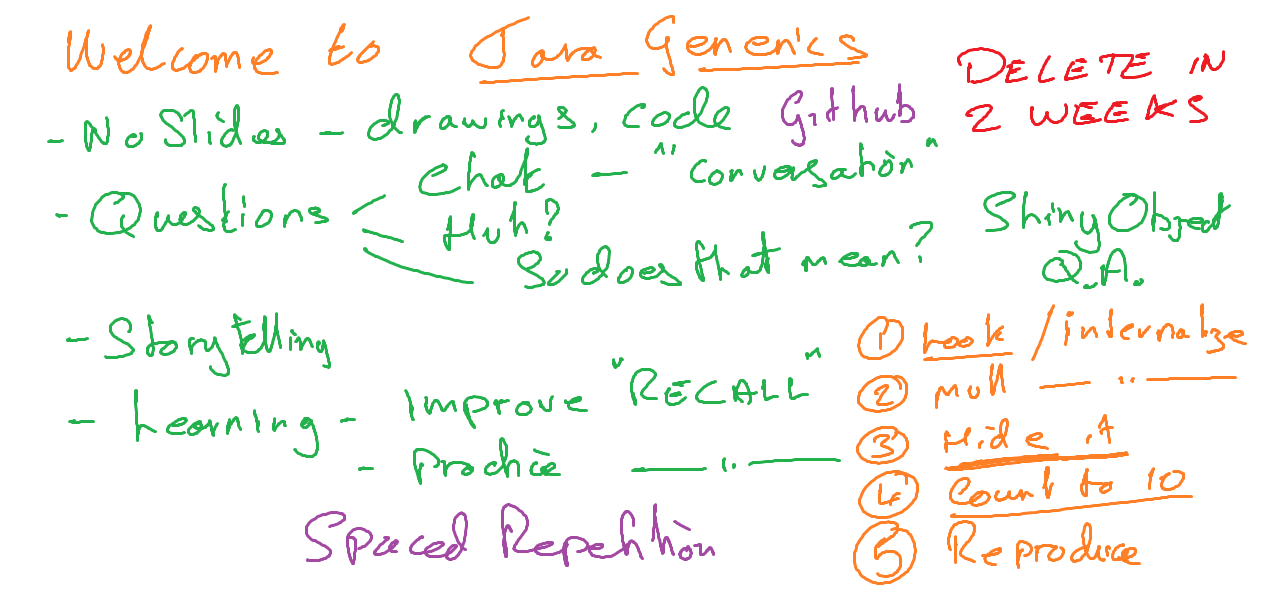 Welcome to Java Generics
DELETE IN
2 WEEKS
- No Slides - drawings, code Github
- Questions
Chat - "Conversation"
Huh?
So does that mean?
Shiny Object
Q.A.
- Storytelling
- Learning - Improve "RECALL"
- Practice — " —
Spaced Repetition
① Look / internalize
② Mull — " —
③ Hide it
④ Count to 10
⑤ Reproduce